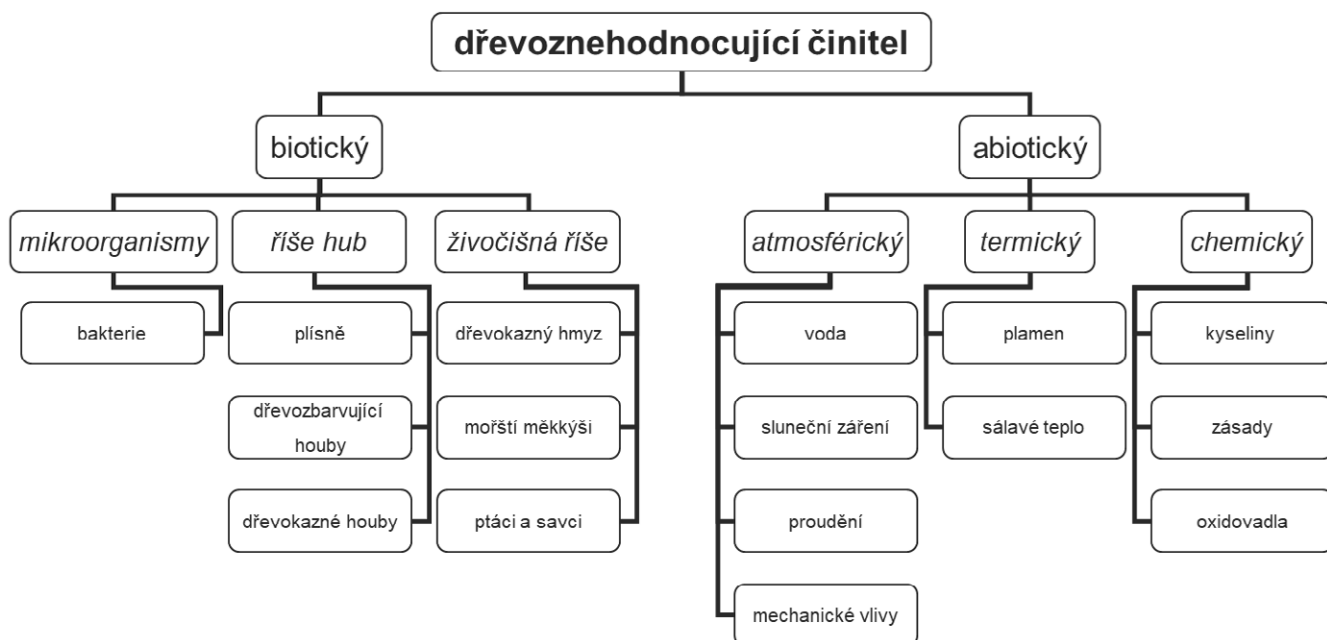 dřevoznehodnocující činitel
biotický
abiotický
mikroorganismy
říše hub
živočišná říše
atmosférický
termický
chemický
bakterie
plísně
dřevokazný hmyz
voda
plamen
kyseliny
dřevozbarvující
houby
mořští měkkýši
sluneční záření
sálavé teplo
zásady
dřevokazné houby
ptáci a savci
proudění
oxidovadla
mechanické vlivy